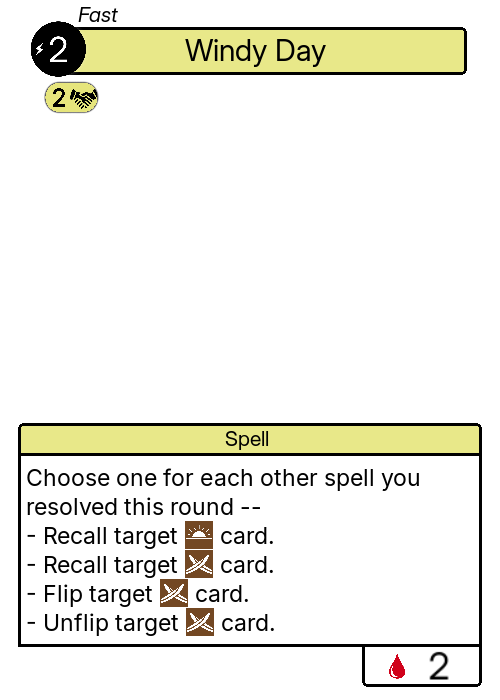 Fast
2
Windy Day
2
Spell
Choose one for each other spell you
resolved this round --
- Recall target card.
- Recall target card.
- Flip target card.
- Unflip target card.
2